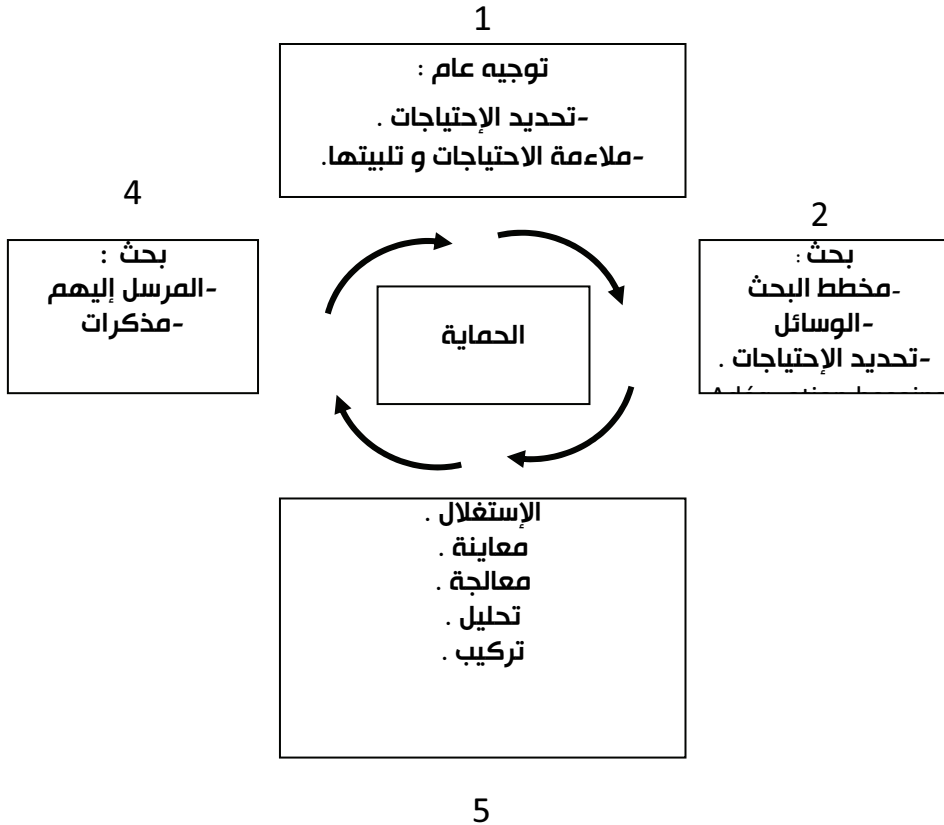 1
توجيه عام :
-تحديد الإحتياجات .
-ملاءمة الاحتياجات و تلبيتها.
2
بحث :
-مخطط البحث
-الوسائل
-تحديد الإحتياجات .
4
بحث :
-المرسل إليهم
-مذكرات
الحماية
الإستغلال .
معاينة .
معالجة .
تحليل .
تركيب .
5